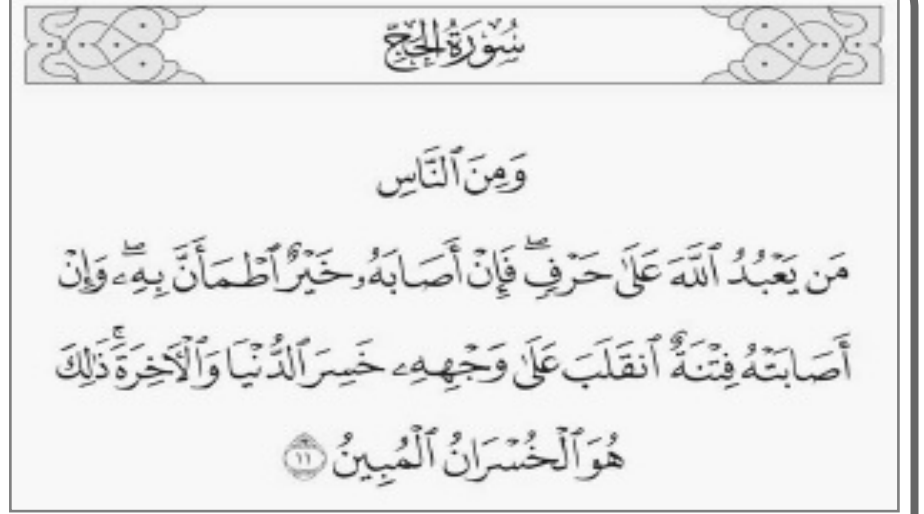 سُورَةُ الحَجِّ
وَمِنَ ٱلنَّاسِ
مَن يَعۡبُدُ ٱللَّهَ عَلَىٰ حَرۡفٖۖ فَإِنۡ أَصَابَهُۥ خَيۡرٌ ٱطۡمَأَنَّ بِهِۦۖ وَإِنۡ
أَصَابَتۡهُ فِتۡنَةٌ ٱنقَلَبَ عَلَىٰ وَجۡهِهِۦ خَسِرَ ٱلدُّنۡيَا وَٱلۡأٓخِرَةَۚ ذَٰلِكَ
هُوَ ٱلۡخُسۡرَانُ ٱلۡمُبِينُ ١١